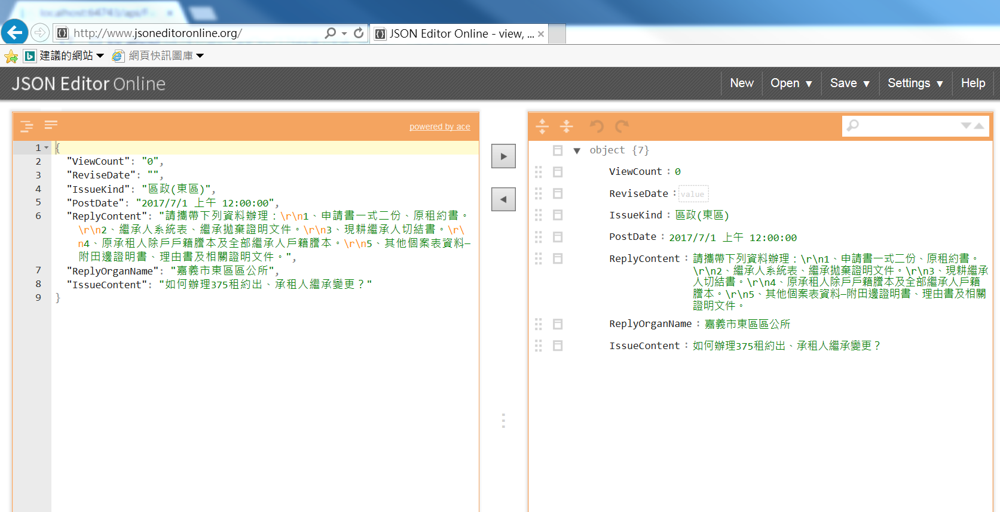 http://www.jsoneditoronline.org/
JSON Editor Online - view, ...
建議的網站
網頁快訊圖庫
JSON Editor Online
New
Open
Save
Settings
Help
powered by ace
1 {
2 "ViewCount": "0",
3 "ReviseDate": "",
4 "IssueKind": "區政(東區)",
5 "PostDate": "2017/7/1 上午 12:00:00",
6 "ReplyContent": "請攜帶下列資料辦理：\r\n1、申請書一式二份、原租約書。
\r\n2、繼承人系統表、繼承拋棄證明文件。\r\n3、現耕繼承人切結書。\r\
n4、原承租人除戶戶籍謄本及全部繼承人戶籍謄本。\r\n5、其他個案表資料—
附田邊證明書、理由書及相關證明文件。",
7 "ReplyOrganName": "嘉義市東區區公所",
8 "IssueContent": "如何辦理375租約出、承租人繼承變更？"
9 }
object {7}
ViewCount : 0
ReviseDate : value
IssueKind : 區政(東區)
PostDate : 2017/7/1 上午 12:00:00
ReplyContent : 請攜帶下列資料辦理：\r\n1、申請書一式二份、原租約書。
\r\n2、繼承人系統表、繼承拋棄證明文件。\r\n3、現耕繼承
人切結書。\r\n4、原承租人除戶戶籍謄本及全部繼承人戶籍
謄本。\r\n5、其他個案表資料—附田邊證明書、理由書及相關
證明文件。
ReplyOrganName : 嘉義市東區區公所
IssueContent : 如何辦理375租約出、承租人繼承變更？